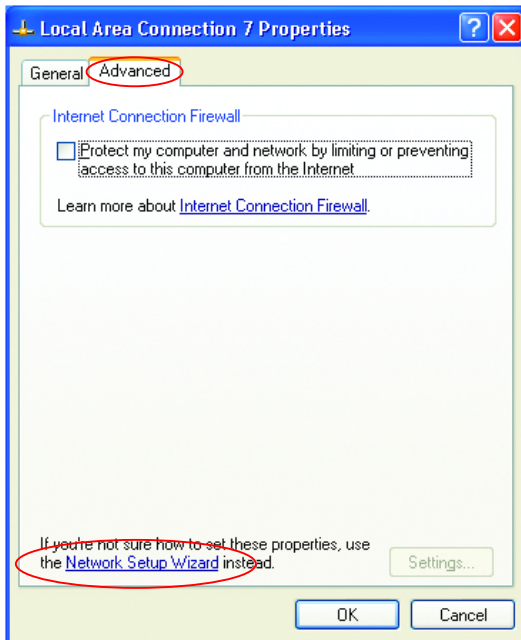 Local Area Connection 7 Properties
General Advanced
Internet Connection Firewall
Protect my computer and network by limiting or preventing
access to this computer from the Internet
Learn more about Internet Connection Firewall.
If you're not sure how to set these properties, use
the Network Setup Wizard instead.
Settings...
OK Cancel